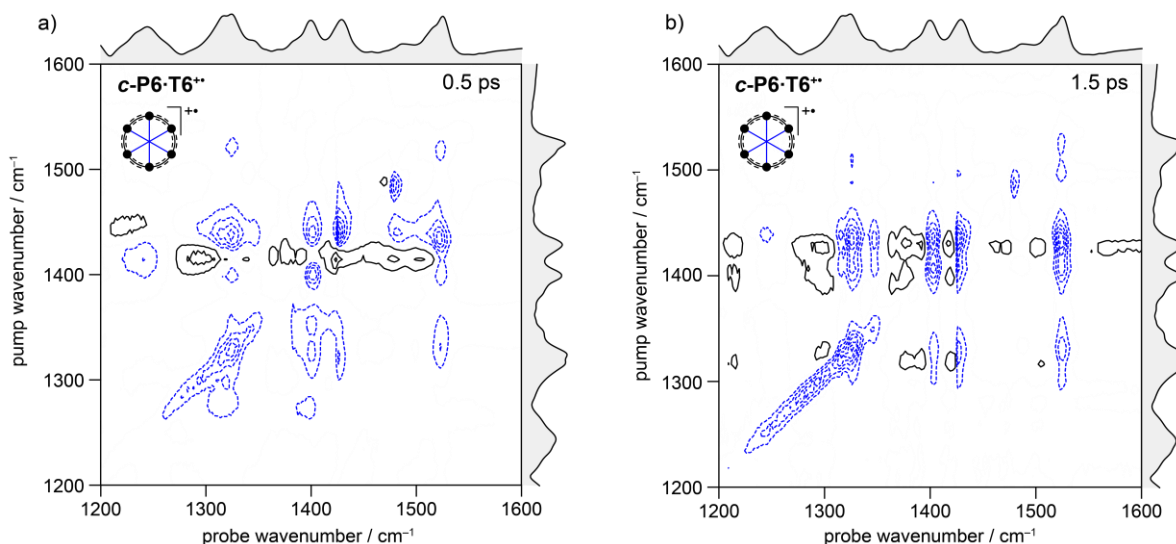 a)
c-P6·T6⁺•
0.5 ps
+•
1600
1500
1400
1300
1200
pump wavenumber / cm⁻¹
1200 1300 1400 1500 1600
probe wavenumber / cm⁻¹
b)
c-P6·T6⁺•
1.5 ps
+•
1600
1500
1400
1300
1200
pump wavenumber / cm⁻¹
1200 1300 1400 1500 1600
probe wavenumber / cm⁻¹